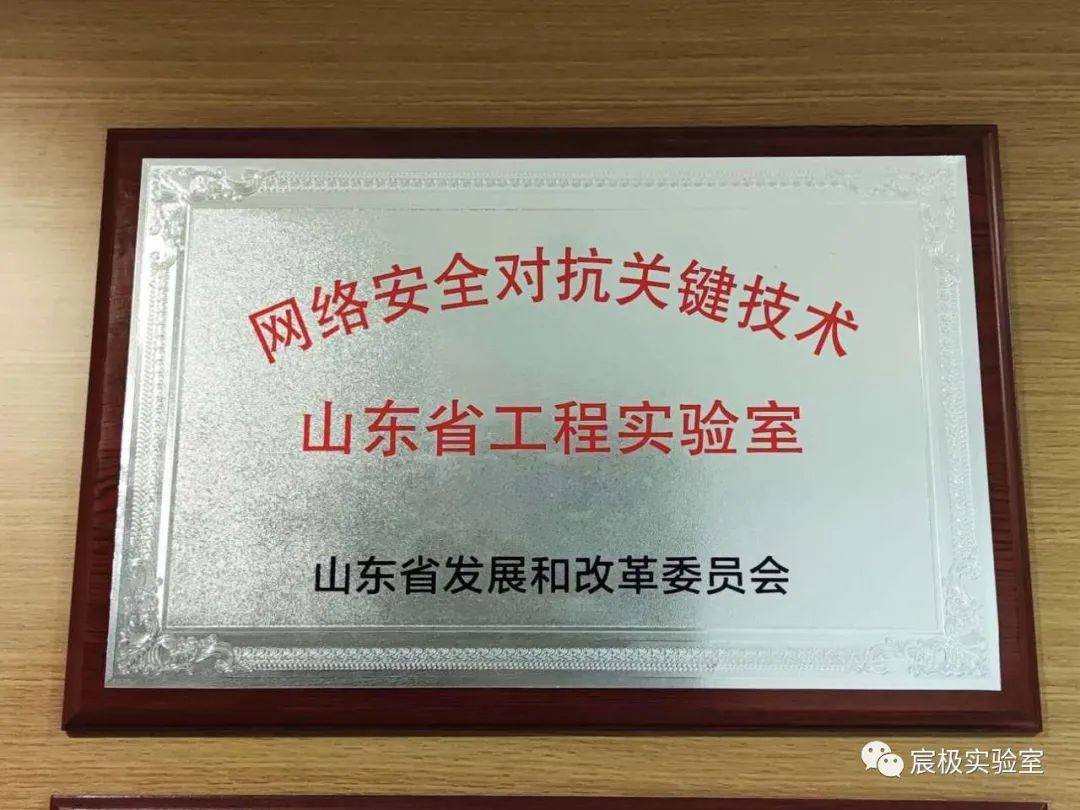 网络安全对抗关键技术
山东省工程实验室
山东省发展和改革委员会
宸极实验室